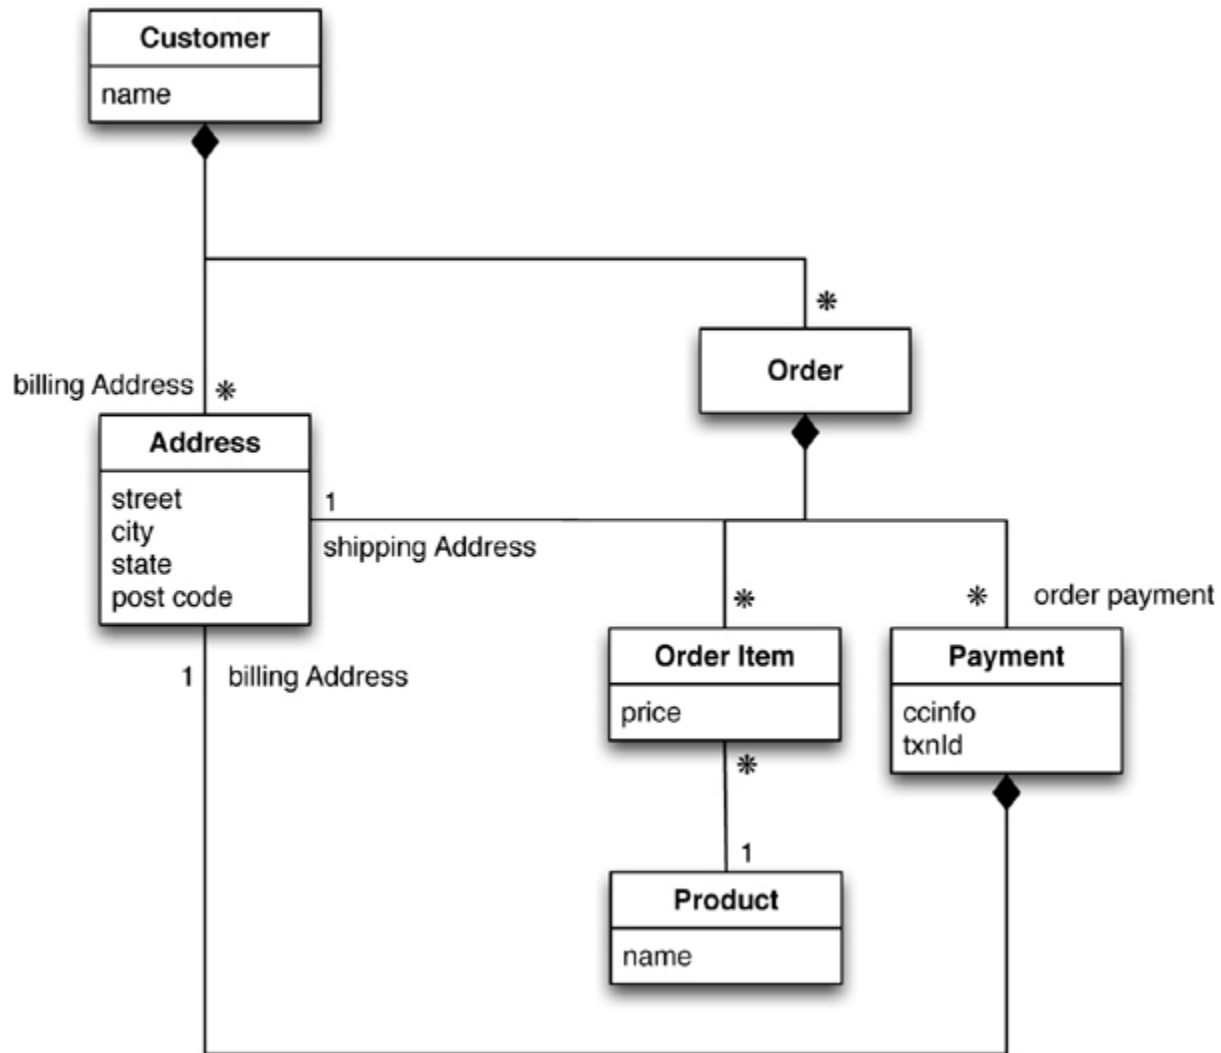 Customer
name
*
Order
billing Address *
Address
street
city
state
post code
1
shipping Address
*
* order payment
1 billing Address
Order Item
price
Payment
ccinfo
txnId
*
1
Product
name